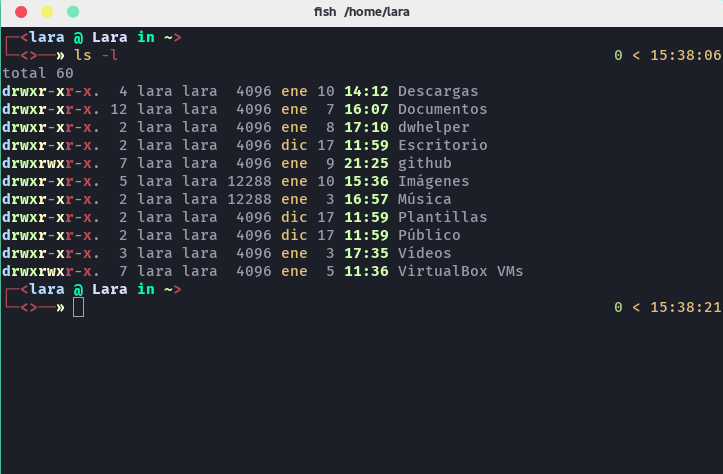 fish /home/lara
┌─<lara @ Lara in ~>
└─<>──» ls -l 0 < 15:38:06
total 60
drwxr-xr-x. 4 lara lara 4096 ene 10 14:12 Descargas
drwxr-xr-x. 12 lara lara 4096 ene 7 16:07 Documentos
drwxr-xr-x. 2 lara lara 4096 ene 8 17:10 dwhelper
drwxr-xr-x. 2 lara lara 4096 dic 17 11:59 Escritorio
drwxrwxr-x. 7 lara lara 4096 ene 9 21:25 github
drwxr-xr-x. 5 lara lara 12288 ene 10 15:36 Imágenes
drwxr-xr-x. 2 lara lara 12288 ene 3 16:57 Música
drwxr-xr-x. 2 lara lara 4096 dic 17 11:59 Plantillas
drwxr-xr-x. 2 lara lara 4096 dic 17 11:59 Público
drwxr-xr-x. 3 lara lara 4096 ene 3 17:35 Vídeos
drwxrwxr-x. 7 lara lara 4096 ene 5 11:36 VirtualBox VMs
┌─<lara @ Lara in ~>
└─<>──» 0 < 15:38:21